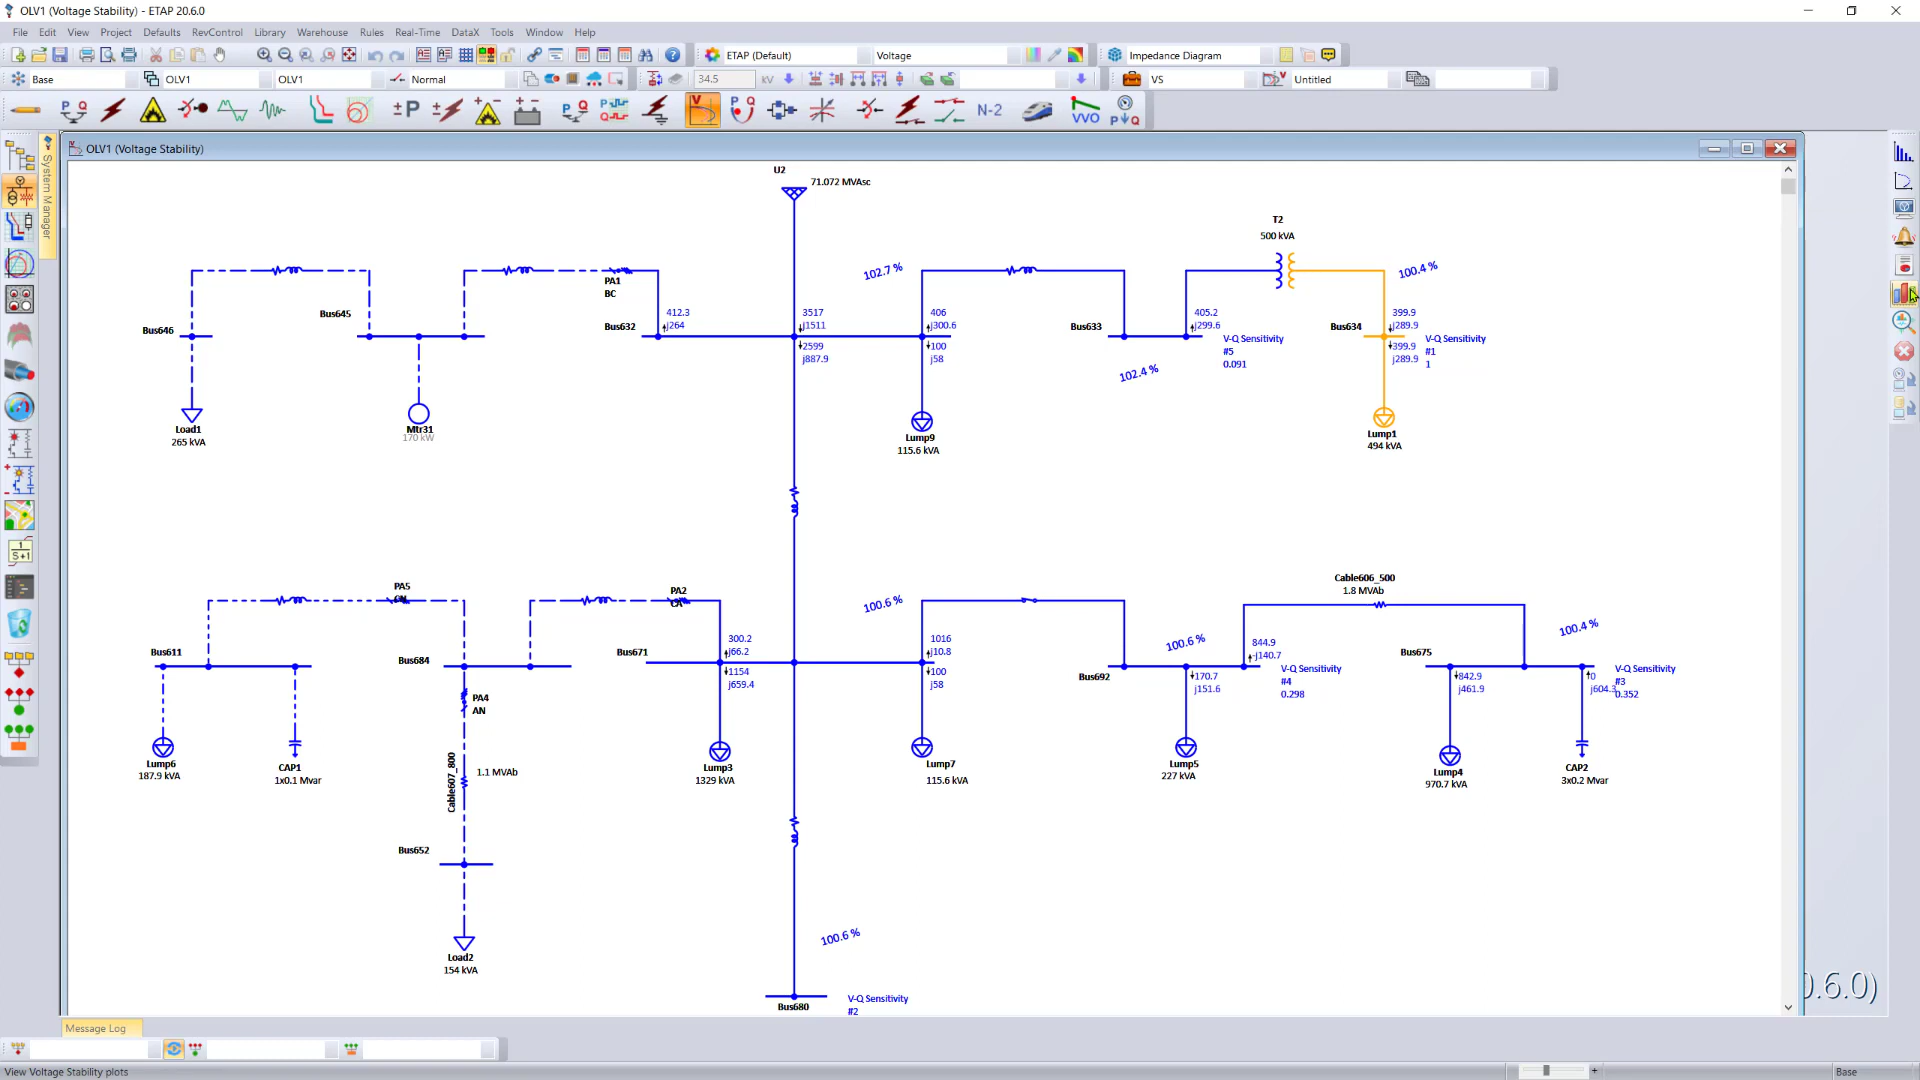 OLV1 (Voltage Stability) - ETAP 20.6.0
File Edit View Project Defaults RevControl Library Warehouse Rules Real-Time DataX Tools Window Help
ETAP (Default) Voltage Impedance Diagram
Base OLV1 OLV1 Normal 34.5 kV VS Untitled
P Q ±P P Q P Q N-2 VVO P Q
System Manager
OLV1 (Voltage Stability)
U2
71.072 MVAsc
T2
500 kVA
102.7 %
100.4 %
PA1
BC
Bus646
Bus645
Bus632
412.3
j264
3517
j1511
2599
j887.9
406
j300.6
100
j58
Bus633
405.2
j299.6
V-Q Sensitivity
#5
0.091
102.4 %
Bus634
399.9
j289.9
399.9
j289.9
V-Q Sensitivity
#1
1
Load1
265 kVA
Mtr31
170 kW
Lump9
115.6 kVA
Lump1
494 kVA
PA5
CN
PA2
CA
100.6 %
Cable606_500
1.8 MVAb
100.4 %
100.6 %
Bus611
Bus684
Bus671
300.2
j66.2
1154
j659.4
1016
j10.8
100
j58
Bus692
170.7
j151.6
844.9
-j140.7
V-Q Sensitivity
#4
0.298
Bus675
842.9
j461.9
0
j604.3
V-Q Sensitivity
#3
0.352
PA4
AN
Cable607_800
1.1 MVAb
Lump6
187.9 kVA
CAP1
1x0.1 Mvar
Lump3
1329 kVA
Lump7
115.6 kVA
Lump5
227 kVA
Lump4
970.7 kVA
CAP2
3x0.2 Mvar
Bus652
Load2
154 kVA
100.6 %
Bus680
V-Q Sensitivity
#2
0.6.0)
Message Log
View Voltage Stability plots
Base